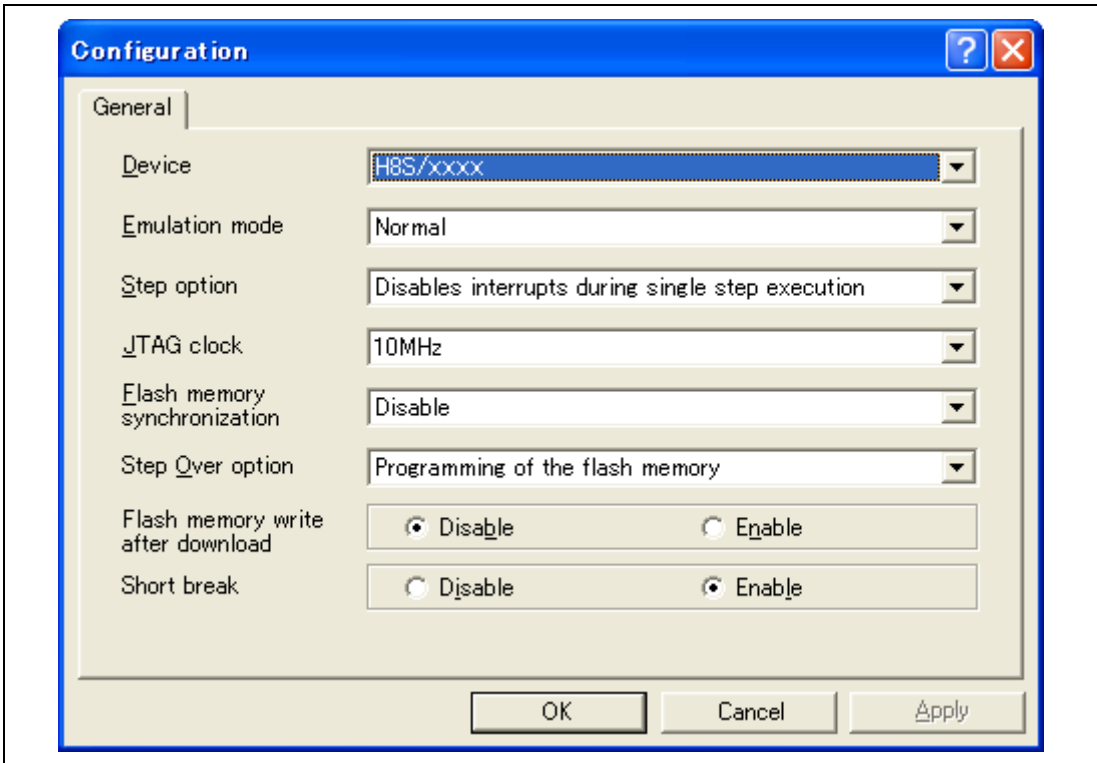 Configuration
General
Device
H8S/xxxx
Emulation mode
Normal
Step option
Disables interrupts during single step execution
JTAG clock
10MHz
Flash memory
synchronization
Disable
Step Over option
Programming of the flash memory
Flash memory write
after download
Disable
Enable
Short break
Disable
Enable
OK
Cancel
Apply